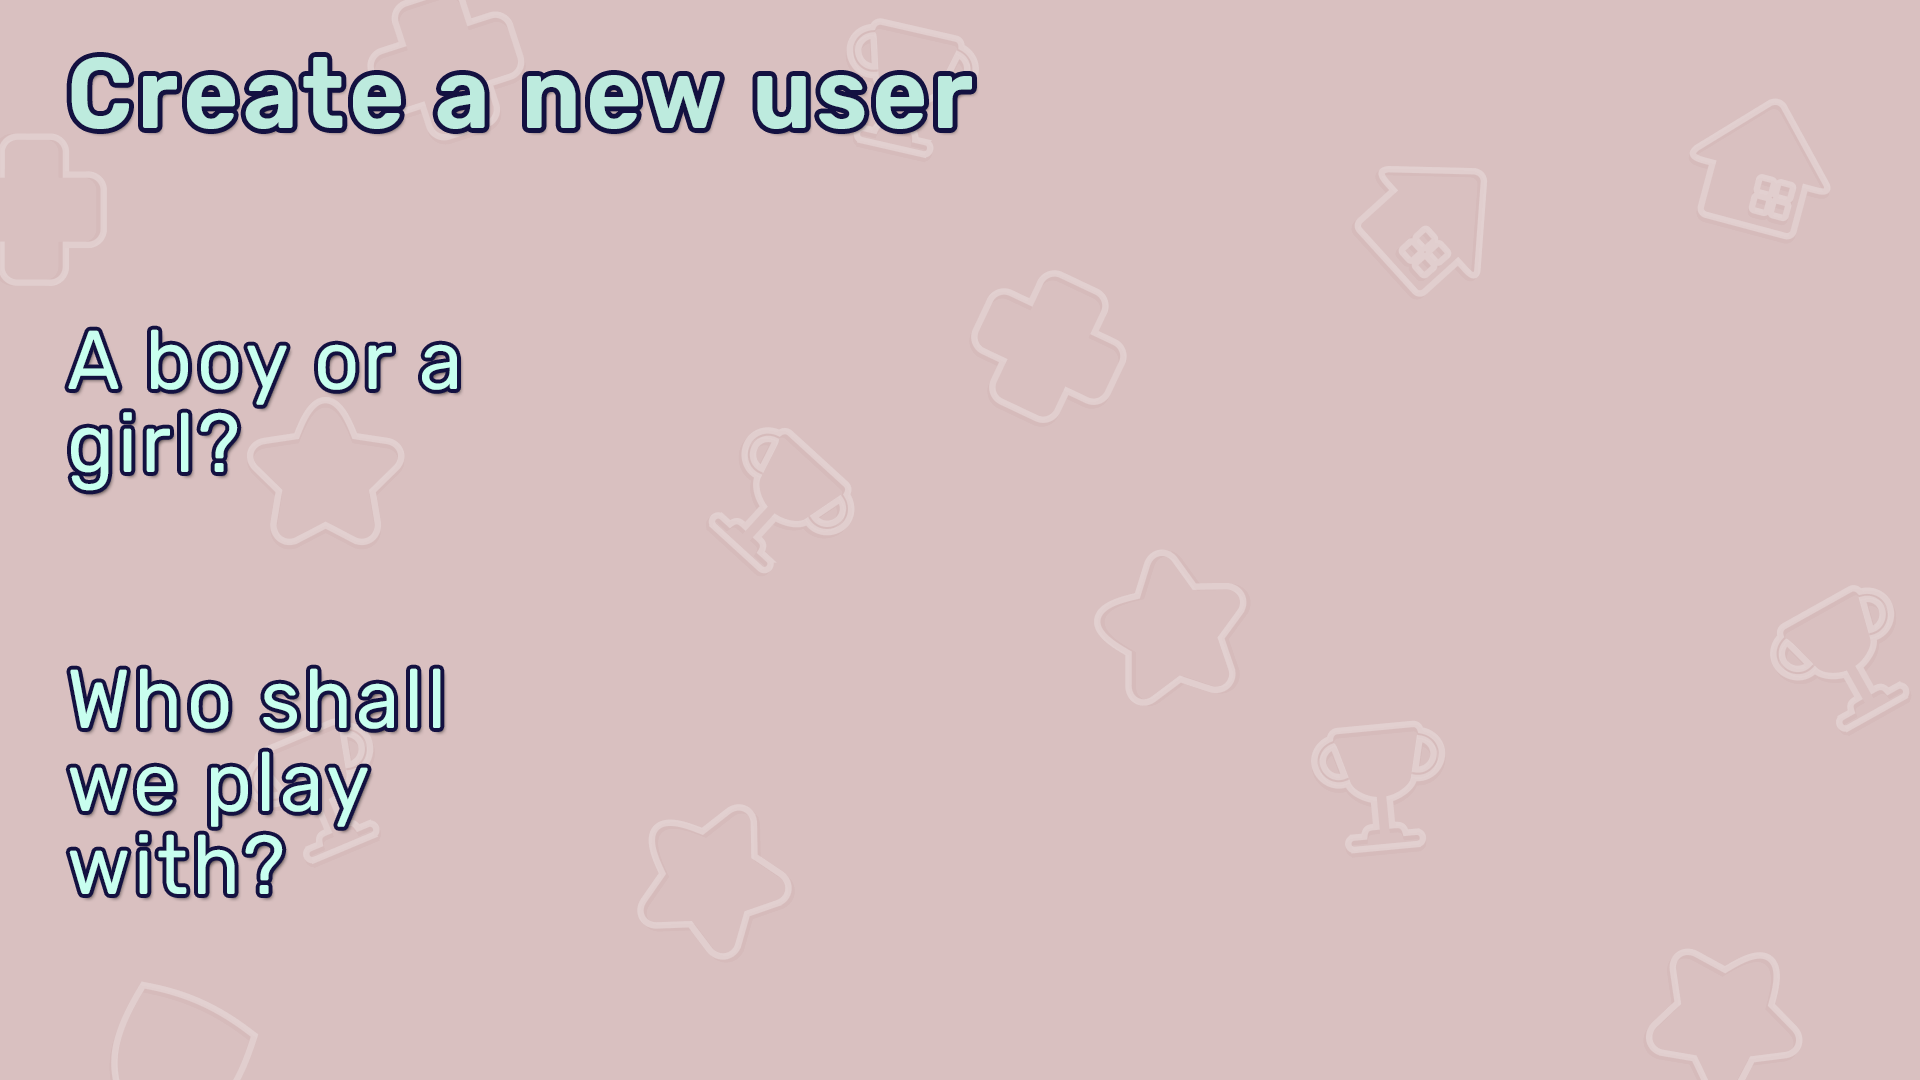 Create a new user
A boy or a
girl?
Who shall
we play
with?